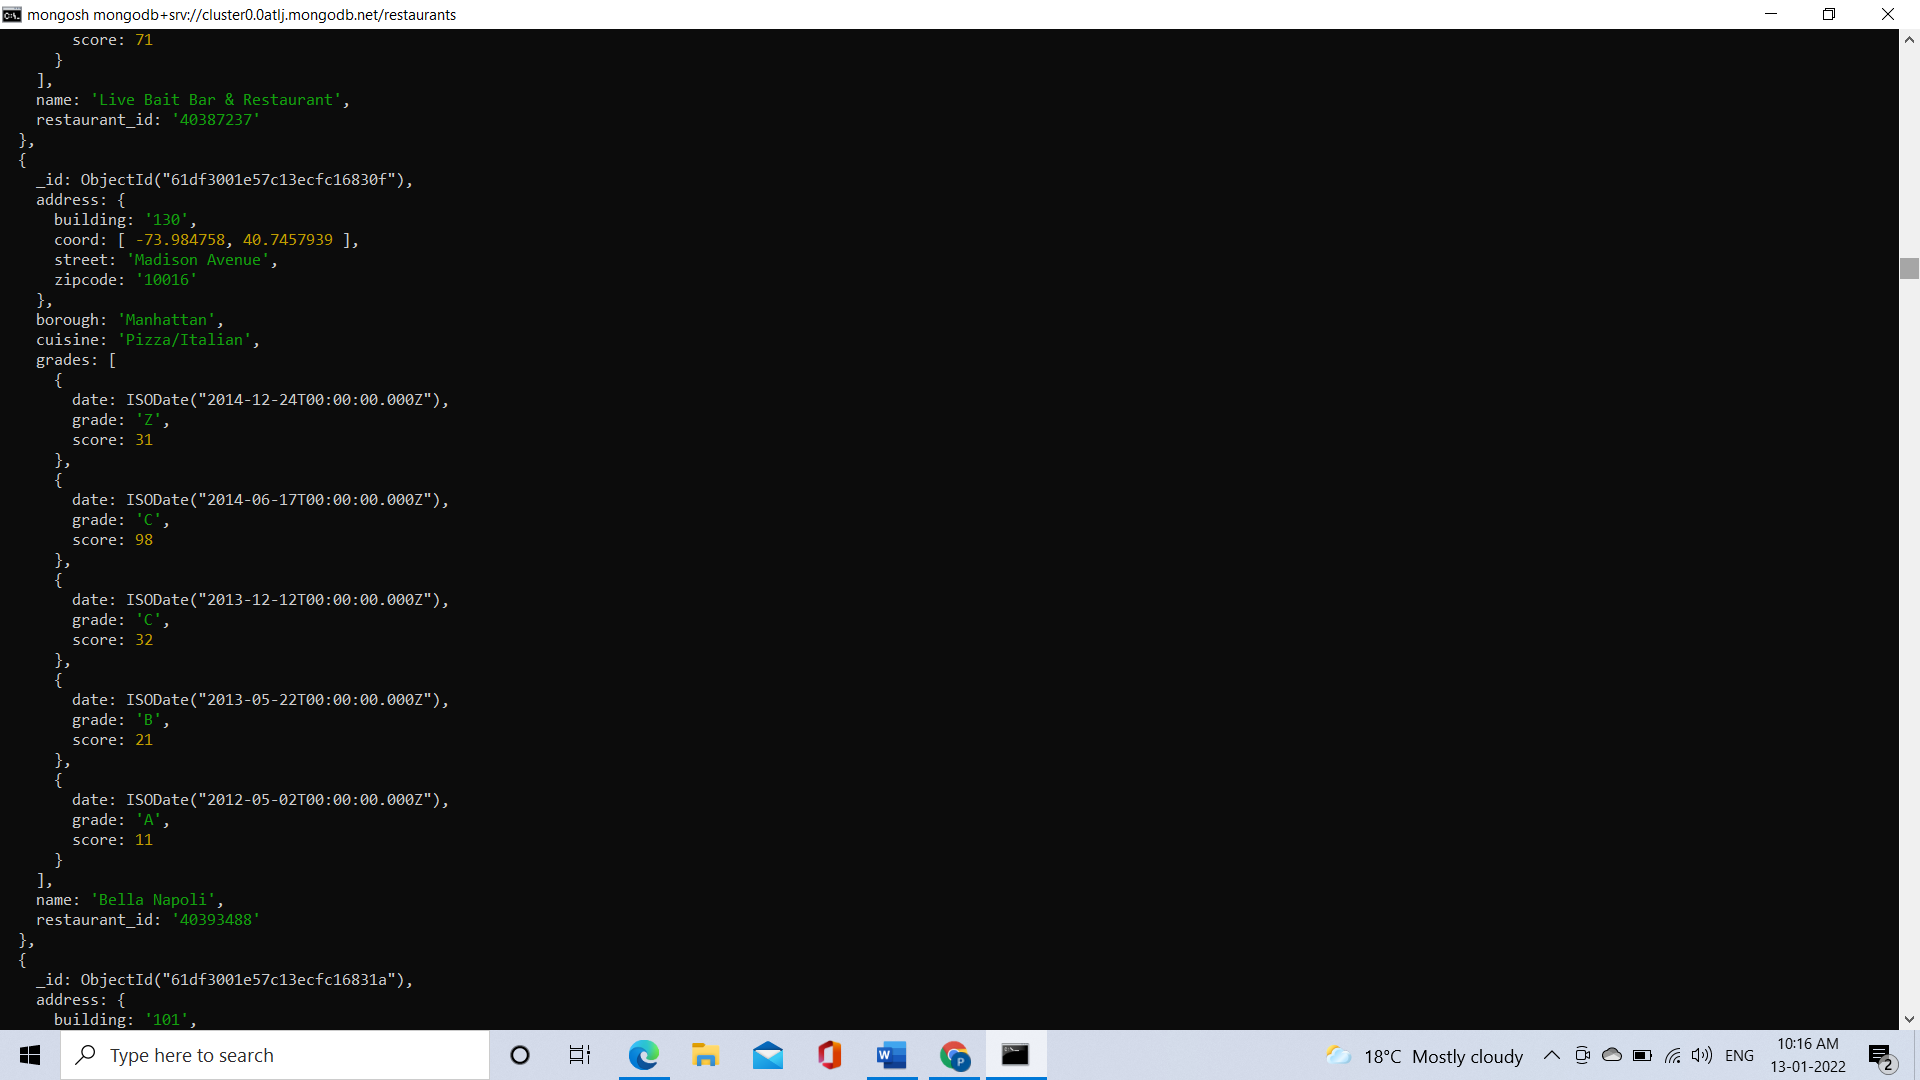 mongosh mongodb+srv://cluster0.0atlj.mongodb.net/restaurants
score: 71
}
],
name: 'Live Bait Bar & Restaurant',
restaurant_id: '40387237'
},
{
_id: ObjectId("61df3001e57c13ecfc16830f"),
address: {
building: '130',
coord: [ -73.984758, 40.7457939 ],
street: 'Madison Avenue',
zipcode: '10016'
},
borough: 'Manhattan',
cuisine: 'Pizza/Italian',
grades: [
{
date: ISODate("2014-12-24T00:00:00.000Z"),
grade: 'Z',
score: 31
},
{
date: ISODate("2014-06-17T00:00:00.000Z"),
grade: 'C',
score: 98
},
{
date: ISODate("2013-12-12T00:00:00.000Z"),
grade: 'C',
score: 32
},
{
date: ISODate("2013-05-22T00:00:00.000Z"),
grade: 'B',
score: 21
},
{
date: ISODate("2012-05-02T00:00:00.000Z"),
grade: 'A',
score: 11
}
],
name: 'Bella Napoli',
restaurant_id: '40393488'
},
{
_id: ObjectId("61df3001e57c13ecfc16831a"),
address: {
building: '101',
Type here to search
18°C Mostly cloudy
ENG
10:16 AM
13-01-2022
2